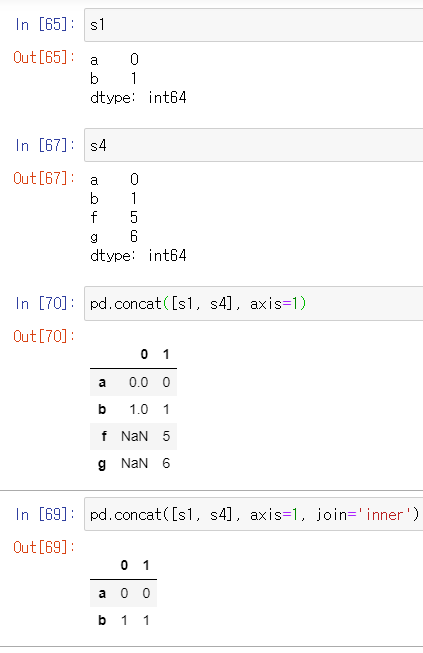 In [65]: s1
Out[65]: a 0
b 1
dtype: int64
In [67]: s4
Out[67]: a 0
b 1
f 5
g 6
dtype: int64
In [70]: pd.concat([s1, s4], axis=1)
Out[70]:
0 1
a 0.0 0
b 1.0 1
f NaN 5
g NaN 6
In [69]: pd.concat([s1, s4], axis=1, join='inner')
Out[69]:
0 1
a 0 0
b 1 1